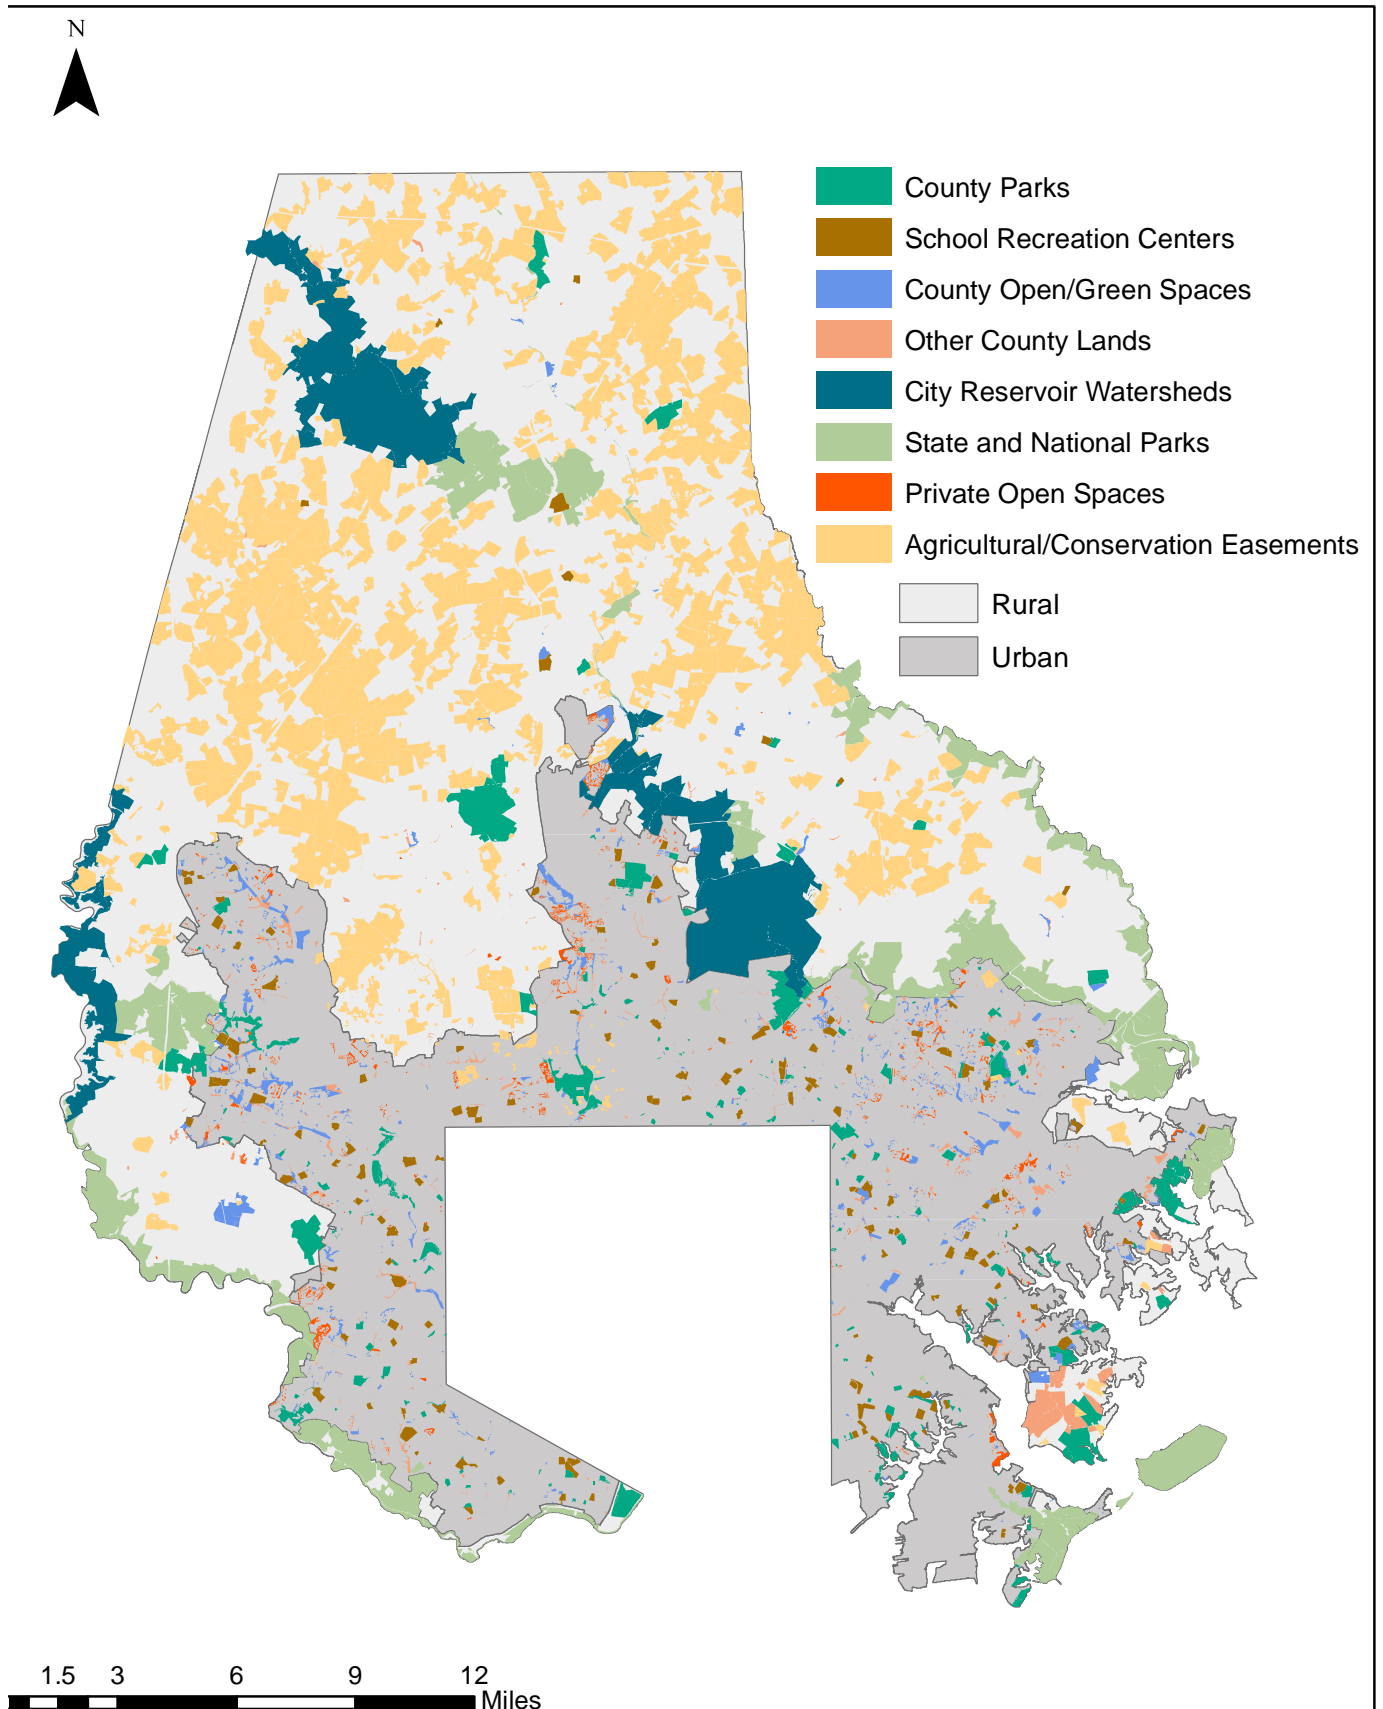 N
County Parks
School Recreation Centers
County Open/Green Spaces
Other County Lands
City Reservoir Watersheds
State and National Parks
Private Open Spaces
Agricultural/Conservation Easements
Rural
Urban
1.5 3 6 9 12
Miles